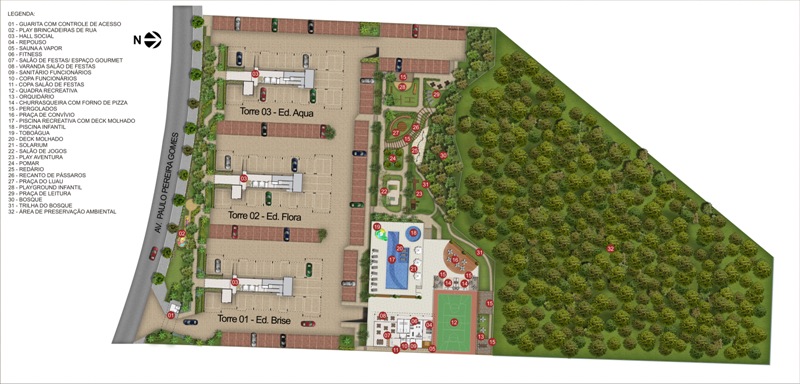 LEGENDA:
01 - GUARITA COM CONTROLE DE ACESSO
02 - PLAY BRINCADEIRAS DE RUA
03 - HALL SOCIAL
04 - REPOUSO
05 - SAUNA A VAPOR
06 - FITNESS
07 - SALÃO DE FESTAS/ ESPAÇO GOURMET
08 - VARANDA SALÃO DE FESTAS
09 - SANITÁRIO FUNCIONÁRIOS
10 - COPA FUNCIONÁRIOS
11 - COPA SALÃO DE FESTAS
12 - QUADRA RECREATIVA
13 - ORQUIDÁRIO
14 - CHURRASQUEIRA COM FORNO DE PIZZA
15 - PERGOLADOS
16 - PRAÇA DE CONVÍVIO
17 - PISCINA RECREATIVA COM DECK MOLHADO
18 - PISCINA INFANTIL
19 - TOBOÁGUA
20 - DECK MOLHADO
21 - SOLARIUM
22 - SALÃO DE JOGOS
23 - PLAY AVENTURA
24 - POMAR
25 - REDÁRIO
26 - RECANTO DE PÁSSAROS
27 - PRAÇA DO LUAU
28 - PLAYGROUND INFANTIL
29 - PRAÇA DE LEITURA
30 - BOSQUE
31 - TRILHA DO BOSQUE
32 - ÁREA DE PRESERVAÇÃO AMBIENTAL
N
AV. PAULO PEREIRA GOMES
03
Torre 03 - Ed. Aqua
03
Torre 02 - Ed. Flora
03
Torre 01 - Ed. Brise
02
01
15
28
29
26
27
15
25
24
30
22
23
31
19
18
20
17
21
16
31
32
15
14
14
15
12
15
08
07
06
04
11
10
09
05
13
15